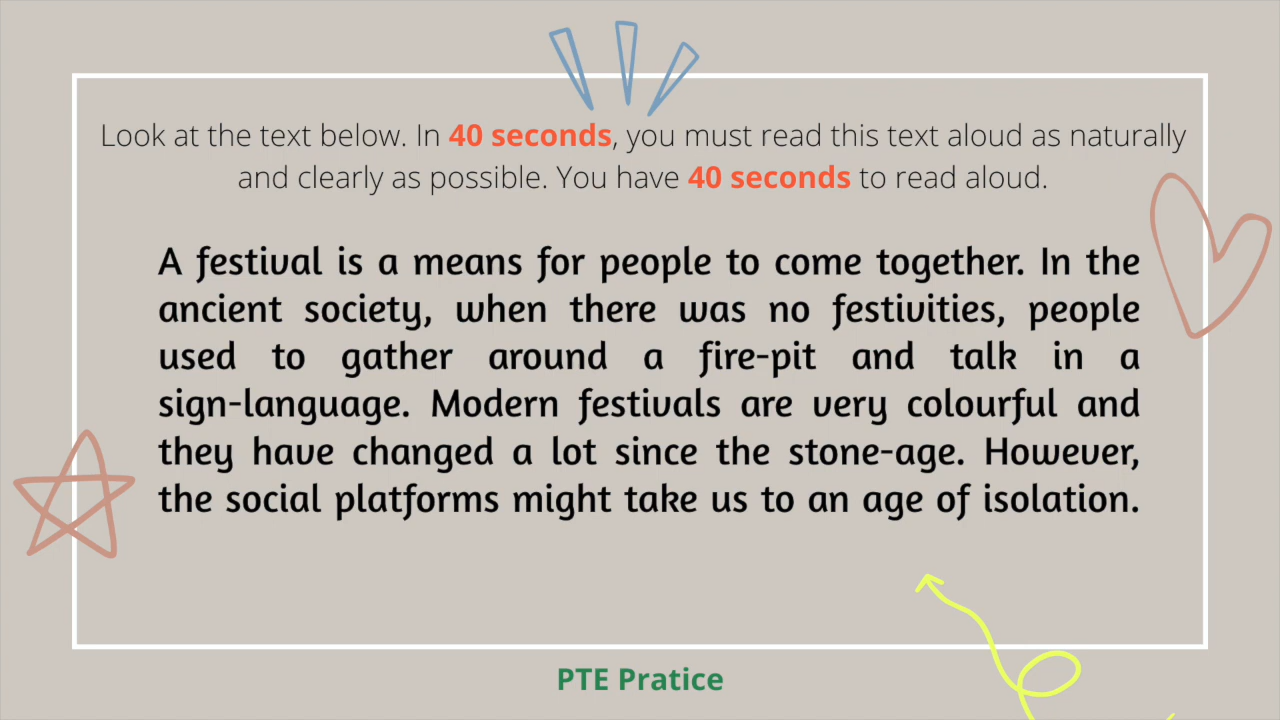 Look at the text below. In 40 seconds, you must read this text aloud as naturally
and clearly as possible. You have 40 seconds to read aloud.
A festival is a means for people to come together. In the
ancient society, when there was no festivities, people
used to gather around a fire-pit and talk in a
sign-language. Modern festivals are very colourful and
they have changed a lot since the stone-age. However,
the social platforms might take us to an age of isolation.
PTE Pratice